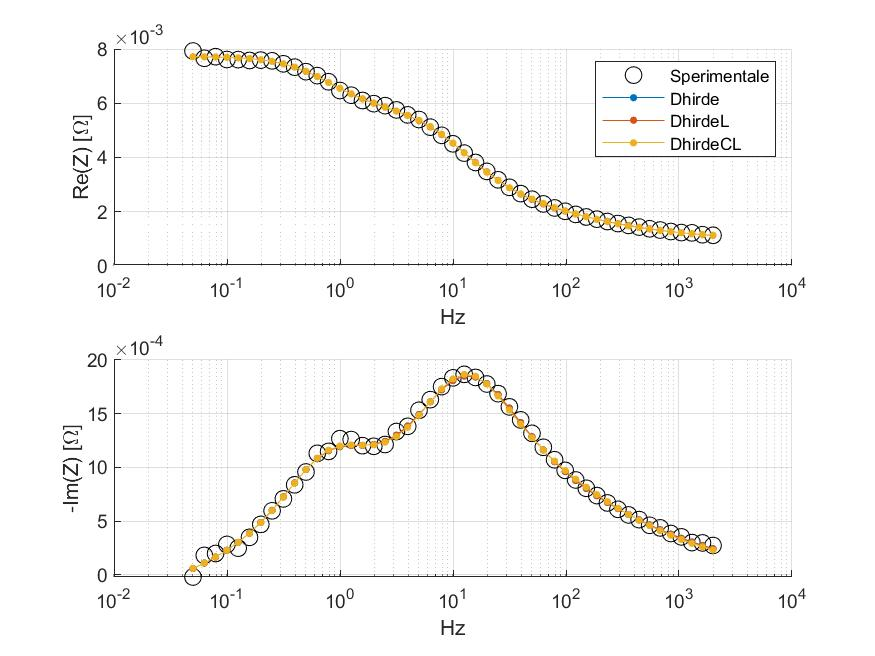 ×10⁻³
8
6
4
2
0
Re(Z) [Ω]
Sperimentale
Dhirde
DhirdeL
DhirdeCL
10⁻² 10⁻¹ 10⁰ 10¹ 10² 10³ 10⁴
Hz
×10⁻⁴
20
15
10
5
0
-Im(Z) [Ω]
10⁻² 10⁻¹ 10⁰ 10¹ 10² 10³ 10⁴
Hz